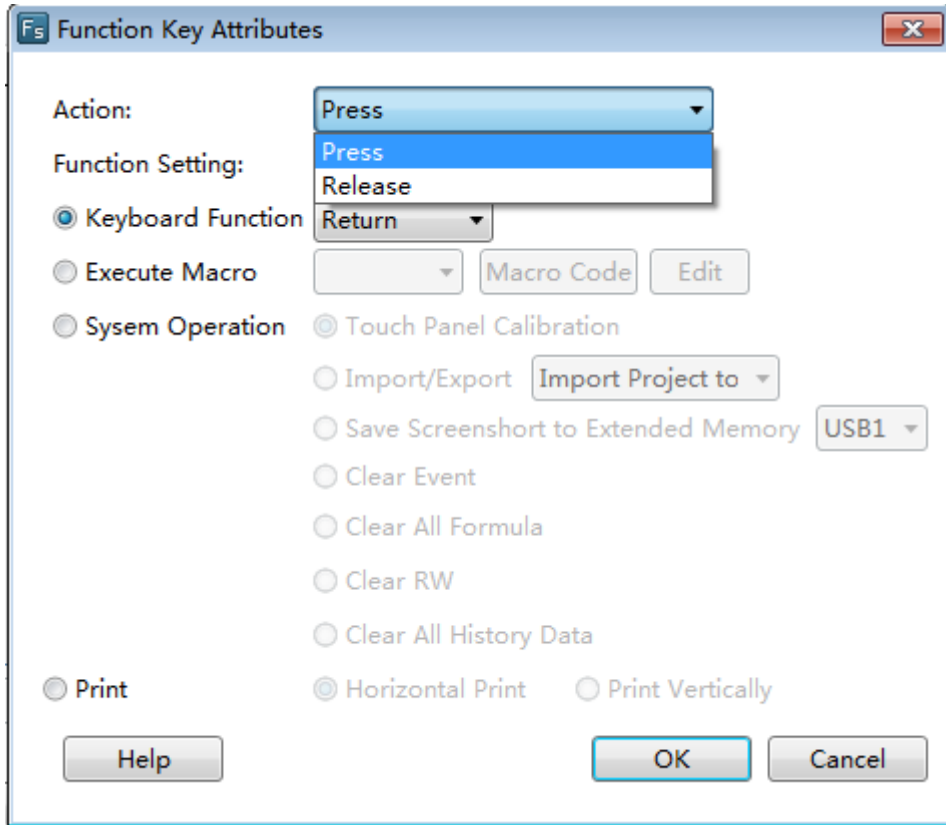 Fs Function Key Attributes
Action: Press
Press
Function Setting:
Release
Keyboard Function Return
Execute Macro Macro Code Edit
Sysem Operation Touch Panel Calibration
Import/Export Import Project to
Save Screenshort to Extended Memory USB1
Clear Event
Clear All Formula
Clear RW
Clear All History Data
Print Horizontal Print Print Vertically
Help OK Cancel